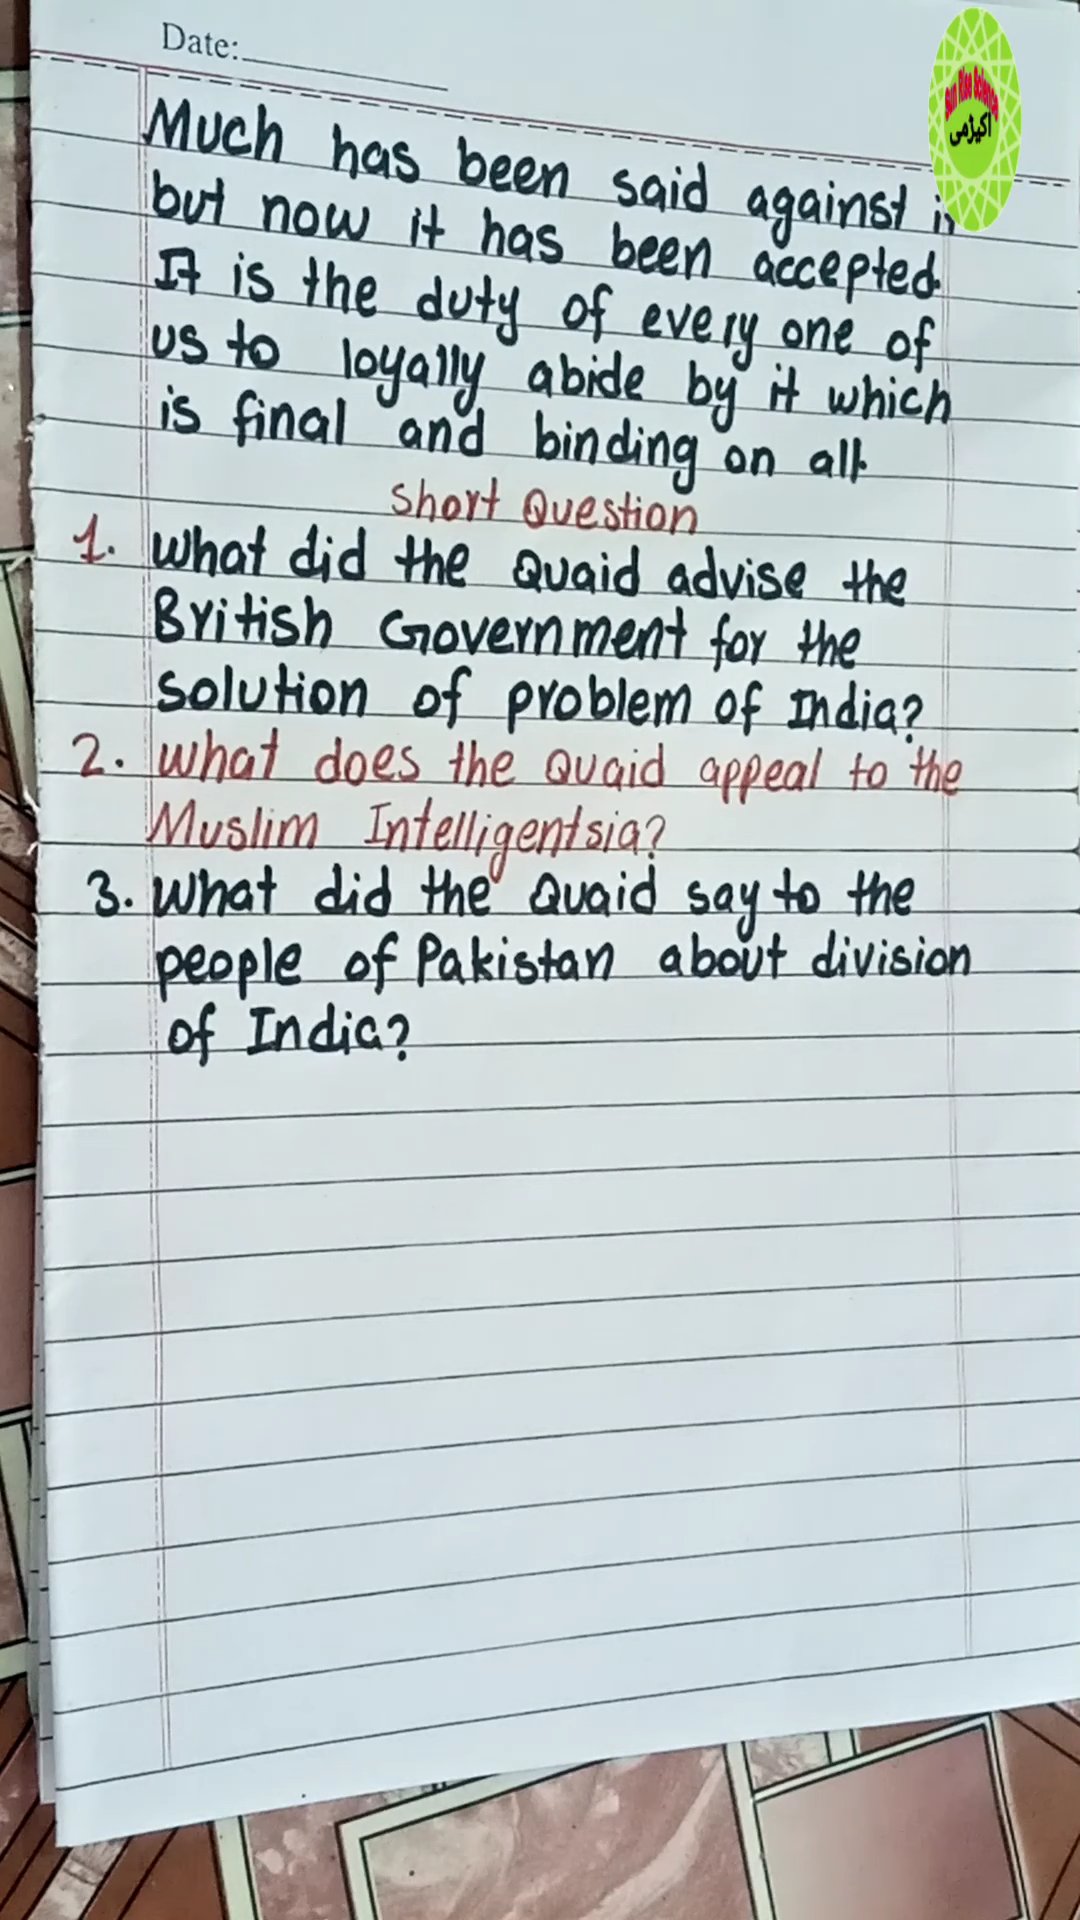 Date:
Sun Rise Science
اکیڈمی
Much has been said against it
but now it has been accepted.
It is the duty of every one of
us to loyally abide by it which
is final and binding on all.
Short Question
1. What did the Quaid advise the
British Government for the
solution of problem of India?
2. What does the Quaid appeal to the
Muslim Intelligentsia?
3. What did the Quaid say to the
people of Pakistan about division
of India?